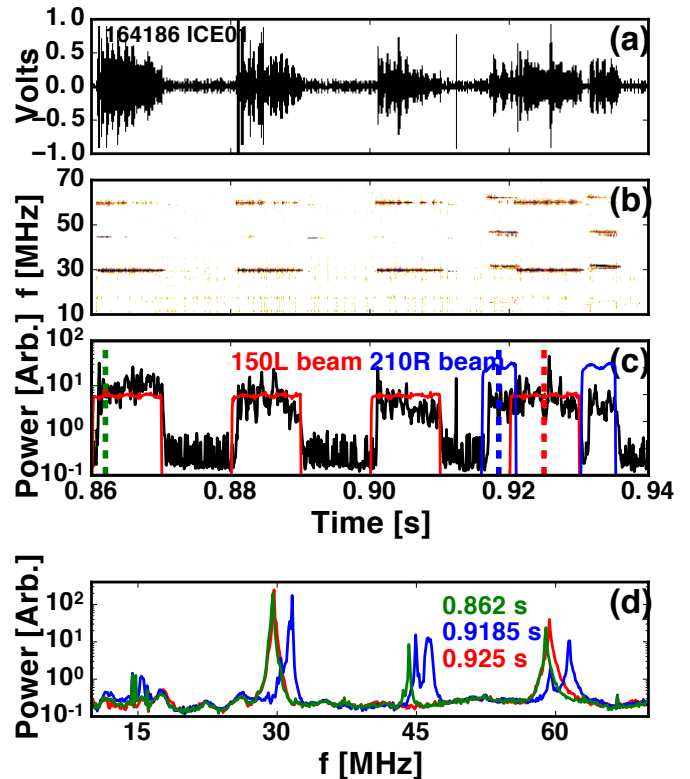 1.0
164186 ICE01
(a)
0.5
0.0
−0.5
−1.0
Volts
70
(b)
50
30
10
f [MHz]
10²
150L beam 210R beam
(c)
10¹
10⁰
10⁻¹
Power [Arb.]
0.86 0.88 0.90 0.92 0.94
Time [s]
10²
0.862 s
(d)
0.9185 s
10¹
0.925 s
10⁰
10⁻¹
Power [Arb.]
15 30 45 60
f [MHz]